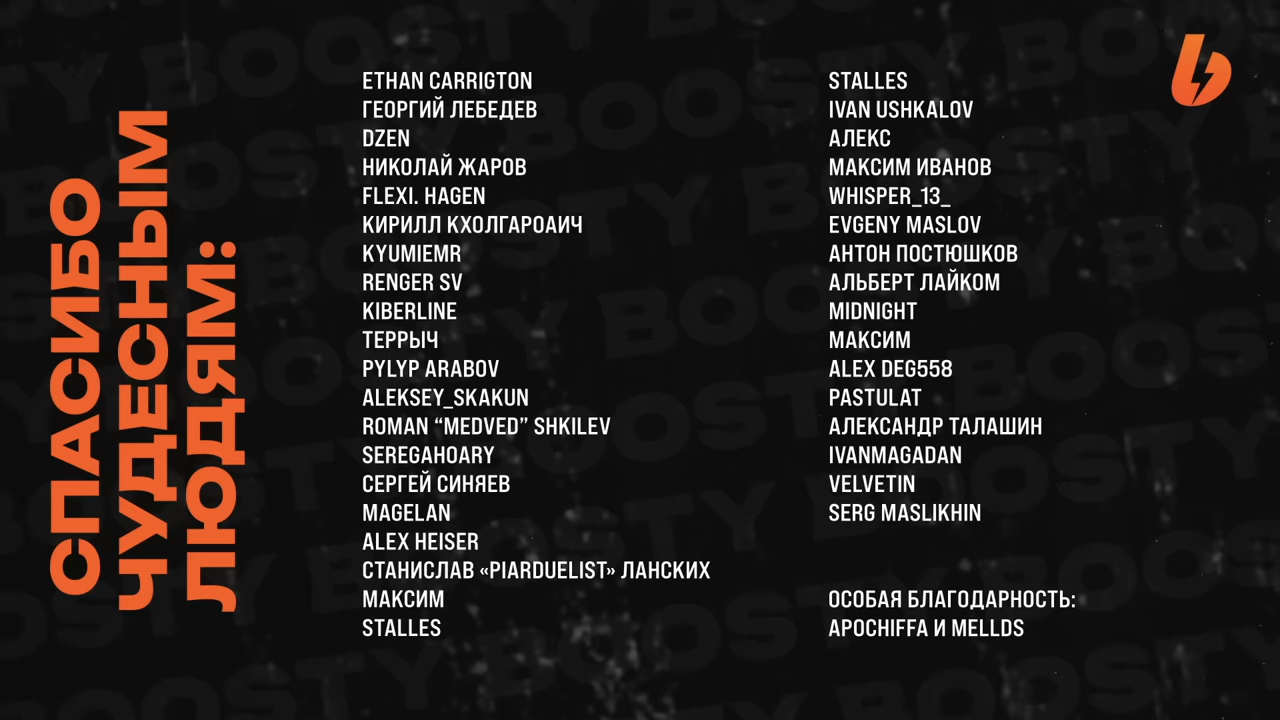 СПАСИБО
ЧУДЕСНЫМ
ЛЮДЯМ:
ETHAN CARRIGTON
ГЕОРГИЙ ЛЕБЕДЕВ
DZEN
НИКОЛАЙ ЖАРОВ
FLEXI. HAGEN
КИРИЛЛ КХОЛГАРОАИЧ
KYUMIEMR
RENGER SV
KIBERLINE
ТЕРРЫЧ
PYLYP ARABOV
ALEKSEY_SKAKUN
ROMAN “MEDVED” SHKILEV
SEREGAHOARY
СЕРГЕЙ СИНЯЕВ
MAGELAN
ALEX HEISER
СТАНИСЛАВ «PIARDUELIST» ЛАНСКИХ
МАКСИМ
STALLES
STALLES
IVAN USHKALOV
АЛЕКС
МАКСИМ ИВАНОВ
WHISPER_13_
EVGENY MASLOV
АНТОН ПОСТЮШКОВ
АЛЬБЕРТ ЛАЙКОМ
MIDNIGHT
МАКСИМ
ALEX DEG558
PASTULAT
АЛЕКСАНДР ТАЛАШИН
IVANMAGADAN
VELVETIN
SERG MASLIKHIN
ОСОБАЯ БЛАГОДАРНОСТЬ:
APOCHIFFA И MELLDS